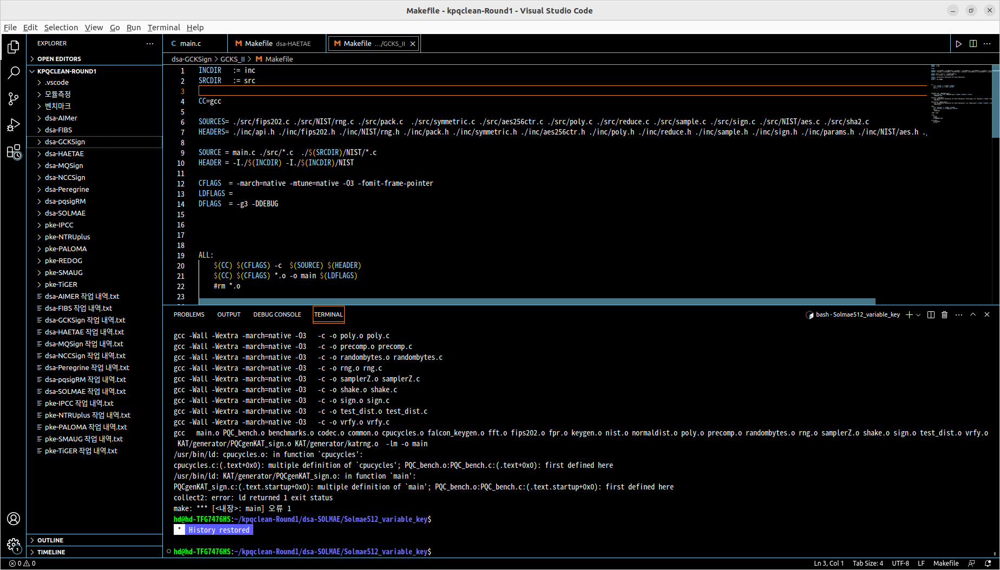 Makefile - kpqclean-Round1 - Visual Studio Code
File Edit Selection View Go Run Terminal Help
EXPLORER
OPEN EDITORS
KPQCLEAN-ROUND1
.vscode
모듈측정
벤치마크
dsa-AIMer
dsa-FIBS
dsa-GCKSign
dsa-HAETAE
dsa-MQSign
dsa-NCCSign
dsa-Peregrine
dsa-pqsigRM
dsa-SOLMAE
pke-IPCC
pke-NTRUplus
pke-PALOMA
pke-REDOG
pke-SMAUG
pke-TiGER
dsa-AIMER 작업 내역.txt
dsa-FIBS 작업 내역.txt
dsa-GCKSign 작업 내역.txt
dsa-HAETAE 작업 내역.txt
dsa-MQSign 작업 내역.txt
dsa-NCCSign 작업 내역.txt
dsa-Peregrine 작업 내역.txt
dsa-pqsigRM 작업 내역.txt
dsa-SOLMAE 작업 내역.txt
pke-IPCC 작업 내역.txt
pke-NTRUplus 작업 내역.txt
pke-PALOMA 작업 내역.txt
pke-SMAUG 작업 내역.txt
pke-TiGER 작업 내역.txt
OUTLINE
TIMELINE
C main.c
M Makefile dsa-HAETAE
M Makefile .../GCKS_II
dsa-GCKSign > GCKS_II > M Makefile
1 INCDIR   := inc
2 SRCDIR   := src
3
4 CC=gcc
5
6 SOURCES= ./src/fips202.c ./src/NIST/rng.c ./src/pack.c  ./src/symmetric.c ./src/aes256ctr.c ./src/poly.c ./src/reduce.c ./src/sample.c ./src/sign.c ./src/NIST/aes.c ./src/sha2.c
7 HEADERS= ./inc/api.h ./inc/fips202.h ./inc/NIST/rng.h ./inc/pack.h ./inc/symmetric.h ./inc/aes256ctr.h ./inc/poly.h ./inc/reduce.h ./inc/sample.h ./inc/sign.h ./inc/params.h ./inc/NIST/aes.h ./
8
9 SOURCE = main.c ./src/*.c  ./$(SRCDIR)/NIST/*.c
10 HEADER = -I./$(INCDIR) -I./$(INCDIR)/NIST
11
12 CFLAGS  = -march=native -mtune=native -O3 -fomit-frame-pointer
13 LDFLAGS =
14 DFLAGS  = -g3 -DDEBUG
15
16
17
18
19 ALL:
20     $(CC) $(CFLAGS) -c  $(SOURCE) $(HEADER)
21     $(CC) $(CFLAGS) *.o -o main $(LDFLAGS)
22     #rm *.o
23
PROBLEMS OUTPUT DEBUG CONSOLE TERMINAL
bash - Solmae512_variable_key
gcc -Wall -Wextra -march=native -O3   -c -o poly.o poly.c
gcc -Wall -Wextra -march=native -O3   -c -o precomp.o precomp.c
gcc -Wall -Wextra -march=native -O3   -c -o randombytes.o randombytes.c
gcc -Wall -Wextra -march=native -O3   -c -o rng.o rng.c
gcc -Wall -Wextra -march=native -O3   -c -o samplerZ.o samplerZ.c
gcc -Wall -Wextra -march=native -O3   -c -o shake.o shake.c
gcc -Wall -Wextra -march=native -O3   -c -o sign.o sign.c
gcc -Wall -Wextra -march=native -O3   -c -o test_dist.o test_dist.c
gcc -Wall -Wextra -march=native -O3   -c -o vrfy.o vrfy.c
gcc   main.o PQC_bench.o benchmarks.o codec.o common.o cpucycles.o falcon_keygen.o fft.o fips202.o fpr.o keygen.o nist.o normaldist.o poly.o precomp.o randombytes.o rng.o samplerZ.o shake.o sign.o test_dist.o vrfy.o
KAT/generator/PQCgenKAT_sign.o KAT/generator/katrng.o  -lm -o main
/usr/bin/ld: cpucycles.o: in function `cpucycles':
cpucycles.c:(.text+0x0): multiple definition of `cpucycles'; PQC_bench.o:PQC_bench.c:(.text+0x0): first defined here
/usr/bin/ld: KAT/generator/PQCgenKAT_sign.o: in function `main':
PQCgenKAT_sign.c:(.text.startup+0x0): multiple definition of `main'; PQC_bench.o:PQC_bench.c:(.text.startup+0x0): first defined here
collect2: error: ld returned 1 exit status
make: *** [<내장>: main] 오류 1
hd@hd-TFG7476HS:~/kpqclean-Round1/dsa-SOLMAE/Solmae512_variable_key$
* History restored
hd@hd-TFG7476HS:~/kpqclean-Round1/dsa-SOLMAE/Solmae512_variable_key$
1
0 0
Ln 3, Col 1 Tab Size: 4 UTF-8 LF Makefile